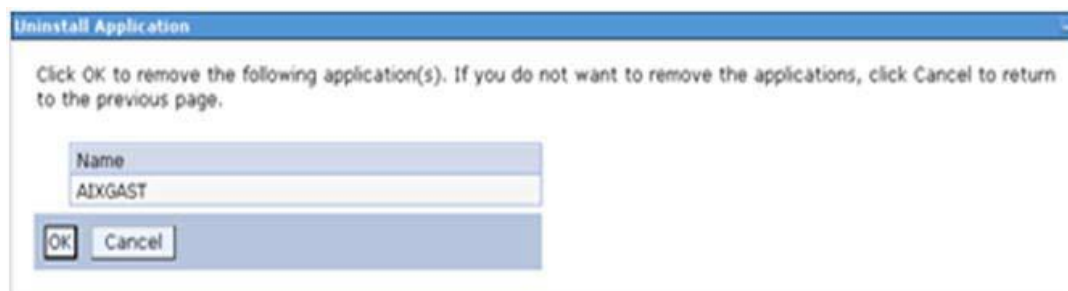 Uninstall Application
Click OK to remove the following application(s). If you do not want to remove the applications, click Cancel to return
to the previous page.
Name
AIXGAST
OK Cancel